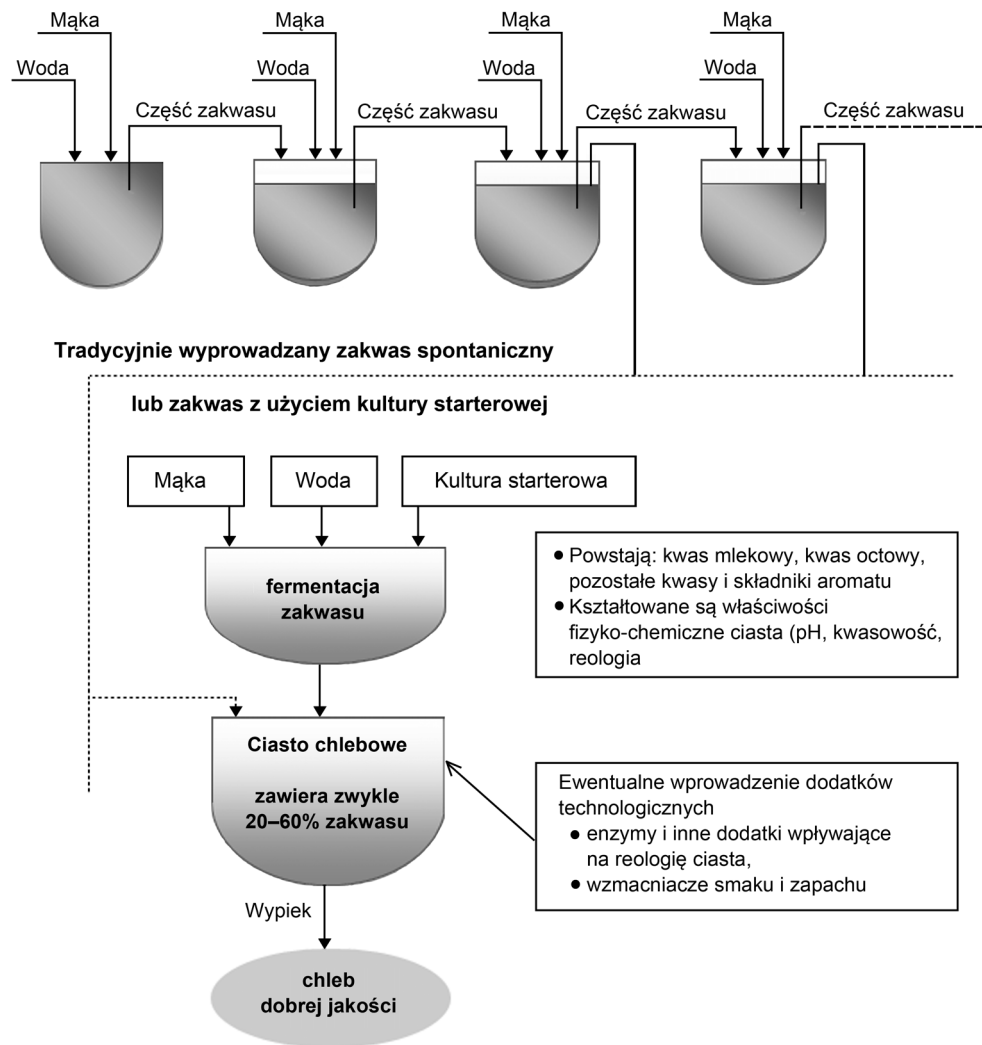 Mąka
Mąka
Mąka
Mąka
Woda
Woda
Woda
Woda
Część zakwasu
Część zakwasu
Część zakwasu
Część zakwasu
Tradycyjnie wyprowadzany zakwas spontaniczny
lub zakwas z użyciem kultury starterowej
Mąka
Woda
Kultura starterowa
fermentacja
zakwasu
● Powstają: kwas mlekowy, kwas octowy,
pozostałe kwasy i składniki aromatu
● Kształtowane są właściwości
fizyko-chemiczne ciasta (pH, kwasowość,
reologia
Ciasto chlebowe
zawiera zwykle
20–60% zakwasu
Ewentualne wprowadzenie dodatków
technologicznych
● enzymy i inne dodatki wpływające
na reologię ciasta,
● wzmacniacze smaku i zapachu
Wypiek
chleb
dobrej jakości